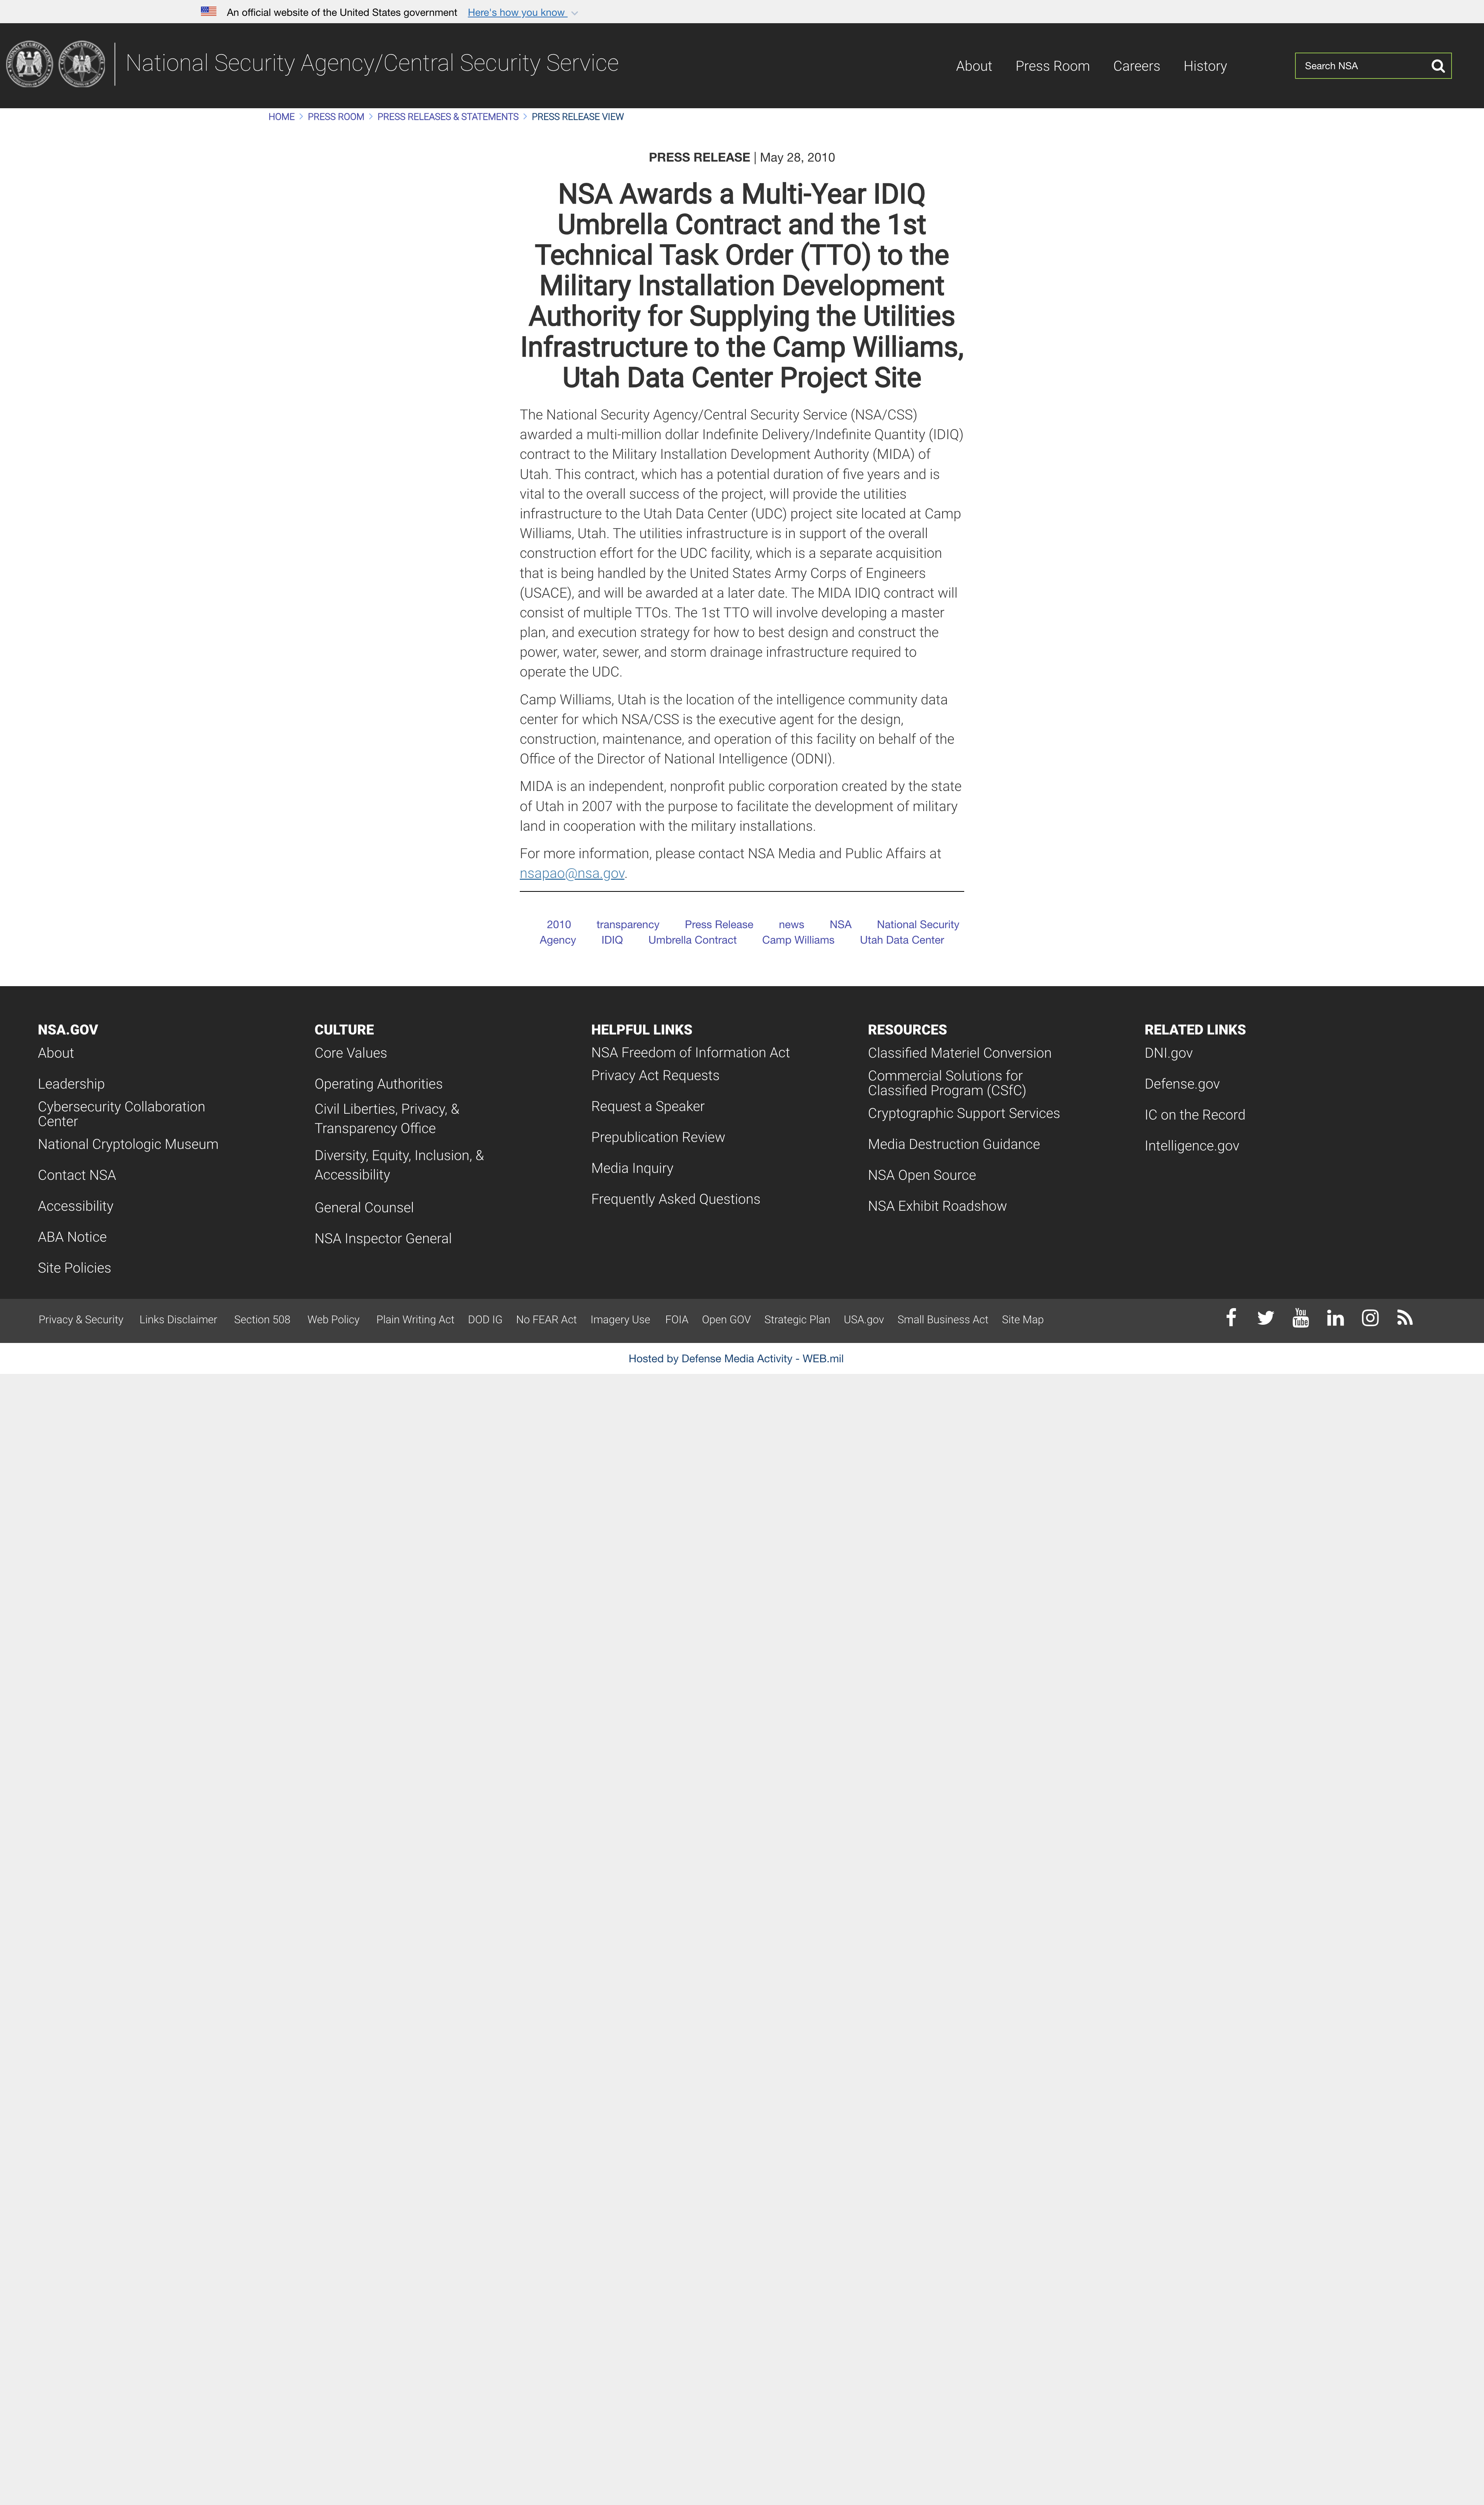 An official website of the United States government Here's how you know
National Security Agency/Central Security Service
About Press Room Careers History
Search NSA
HOME > PRESS ROOM > PRESS RELEASES & STATEMENTS > PRESS RELEASE VIEW
PRESS RELEASE | May 28, 2010
NSA Awards a Multi-Year IDIQ
Umbrella Contract and the 1st
Technical Task Order (TTO) to the
Military Installation Development
Authority for Supplying the Utilities
Infrastructure to the Camp Williams,
Utah Data Center Project Site
The National Security Agency/Central Security Service (NSA/CSS)
awarded a multi-million dollar Indefinite Delivery/Indefinite Quantity (IDIQ)
contract to the Military Installation Development Authority (MIDA) of
Utah. This contract, which has a potential duration of five years and is
vital to the overall success of the project, will provide the utilities
infrastructure to the Utah Data Center (UDC) project site located at Camp
Williams, Utah. The utilities infrastructure is in support of the overall
construction effort for the UDC facility, which is a separate acquisition
that is being handled by the United States Army Corps of Engineers
(USACE), and will be awarded at a later date. The MIDA IDIQ contract will
consist of multiple TTOs. The 1st TTO will involve developing a master
plan, and execution strategy for how to best design and construct the
power, water, sewer, and storm drainage infrastructure required to
operate the UDC.
Camp Williams, Utah is the location of the intelligence community data
center for which NSA/CSS is the executive agent for the design,
construction, maintenance, and operation of this facility on behalf of the
Office of the Director of National Intelligence (ODNI).
MIDA is an independent, nonprofit public corporation created by the state
of Utah in 2007 with the purpose to facilitate the development of military
land in cooperation with the military installations.
For more information, please contact NSA Media and Public Affairs at
nsapao@nsa.gov.
2010 transparency Press Release news NSA National Security
Agency IDIQ Umbrella Contract Camp Williams Utah Data Center
NSA.GOV
About
Leadership
Cybersecurity Collaboration
Center
National Cryptologic Museum
Contact NSA
Accessibility
ABA Notice
Site Policies
CULTURE
Core Values
Operating Authorities
Civil Liberties, Privacy, &
Transparency Office
Diversity, Equity, Inclusion, &
Accessibility
General Counsel
NSA Inspector General
HELPFUL LINKS
NSA Freedom of Information Act
Privacy Act Requests
Request a Speaker
Prepublication Review
Media Inquiry
Frequently Asked Questions
RESOURCES
Classified Materiel Conversion
Commercial Solutions for
Classified Program (CSfC)
Cryptographic Support Services
Media Destruction Guidance
NSA Open Source
NSA Exhibit Roadshow
RELATED LINKS
DNI.gov
Defense.gov
IC on the Record
Intelligence.gov
Privacy & Security Links Disclaimer Section 508 Web Policy Plain Writing Act DOD IG No FEAR Act Imagery Use FOIA Open GOV Strategic Plan USA.gov Small Business Act Site Map
You
Tube
Hosted by Defense Media Activity - WEB.mil